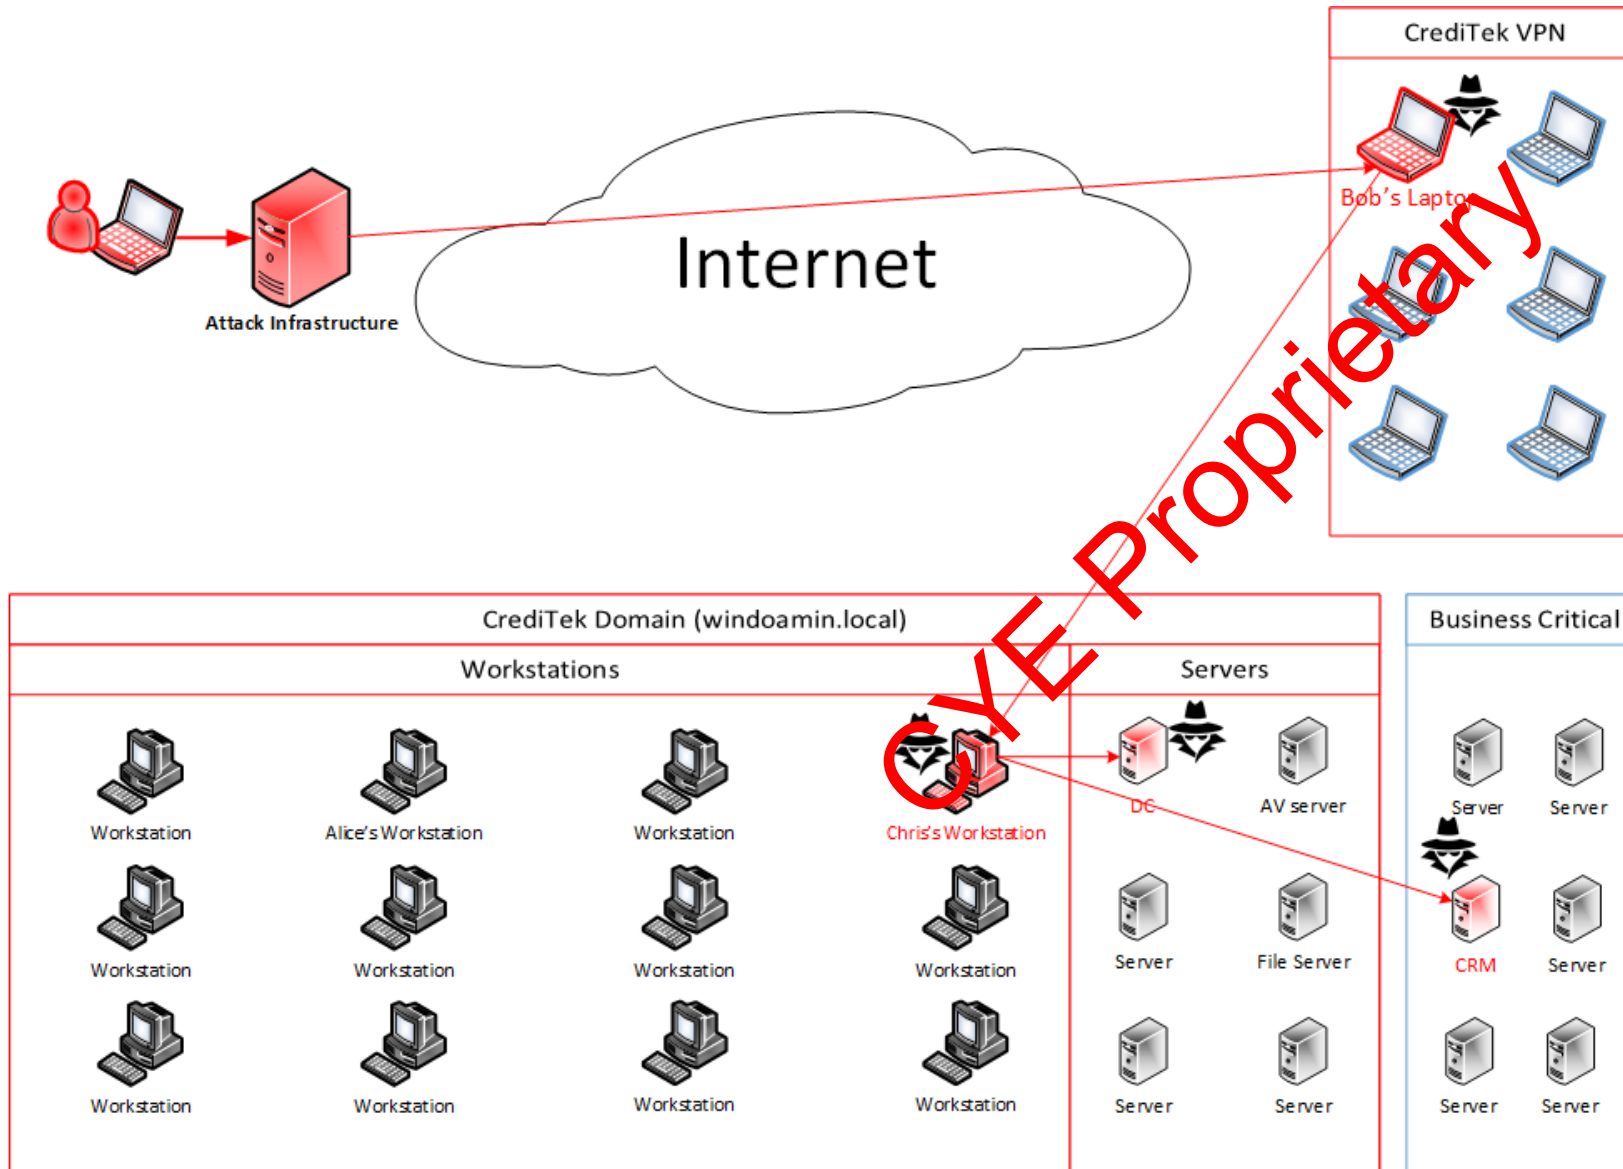 CrediTek VPN
Bob's Laptop
Internet
Attack Infrastructure
CYE Proprietary
CrediTek Domain (windoamin.local)
Business Critical
Workstations
Servers
Workstation
Alice's Workstation
Workstation
Chris's Workstation
DC
AV server
Server
Server
Workstation
Workstation
Workstation
Workstation
Server
File Server
CRM
Server
Workstation
Workstation
Workstation
Workstation
Server
Server
Server
Server